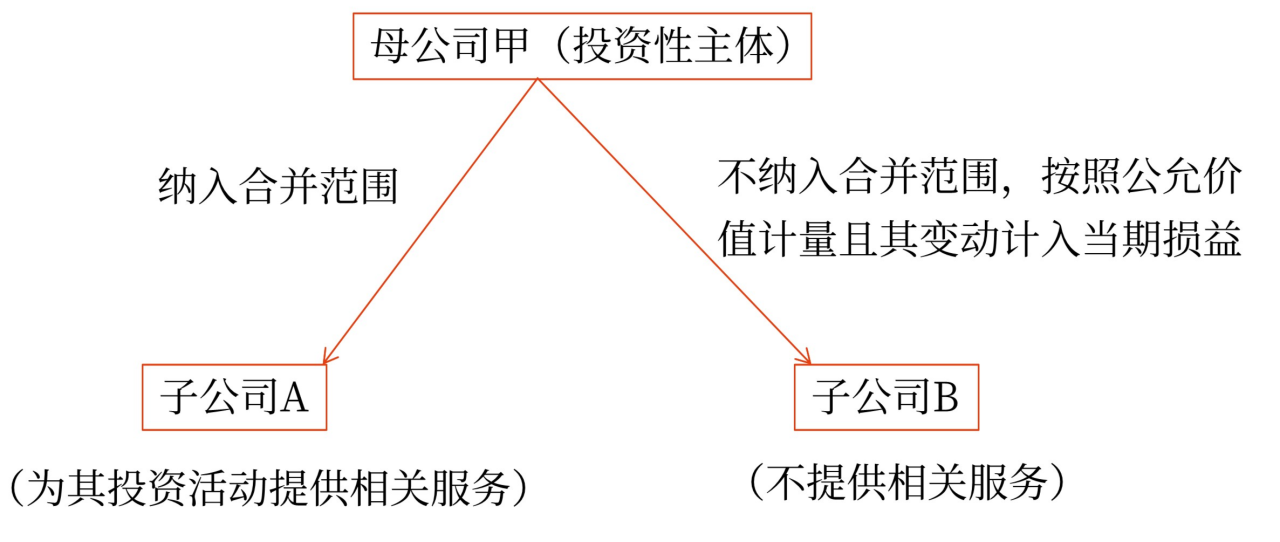 母公司甲（投资性主体）
纳入合并范围
不纳入合并范围，按照公允价
值计量且其变动计入当期损益
子公司A
子公司B
（为其投资活动提供相关服务）
（不提供相关服务）